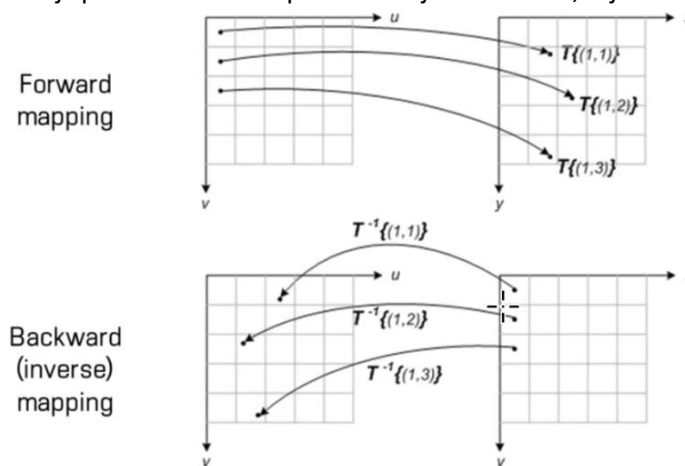 u
T{(1,1)}
Forward
mapping
T{(1,2)}
T{(1,3)}
v
y
T⁻¹{(1,1)}
u
T⁻¹{(1,2)}
Backward
(inverse)
mapping
T⁻¹{(1,3)}